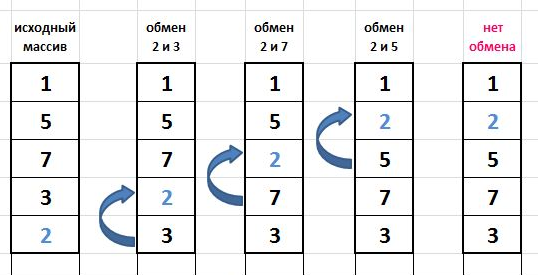 исходный массив
обмен 2 и 3
обмен 2 и 7
обмен 2 и 5
нет обмена
1 1 1 1 1
5 5 5 2 2
7 7 2 5 5
3 2 7 7 7
2 3 3 3 3